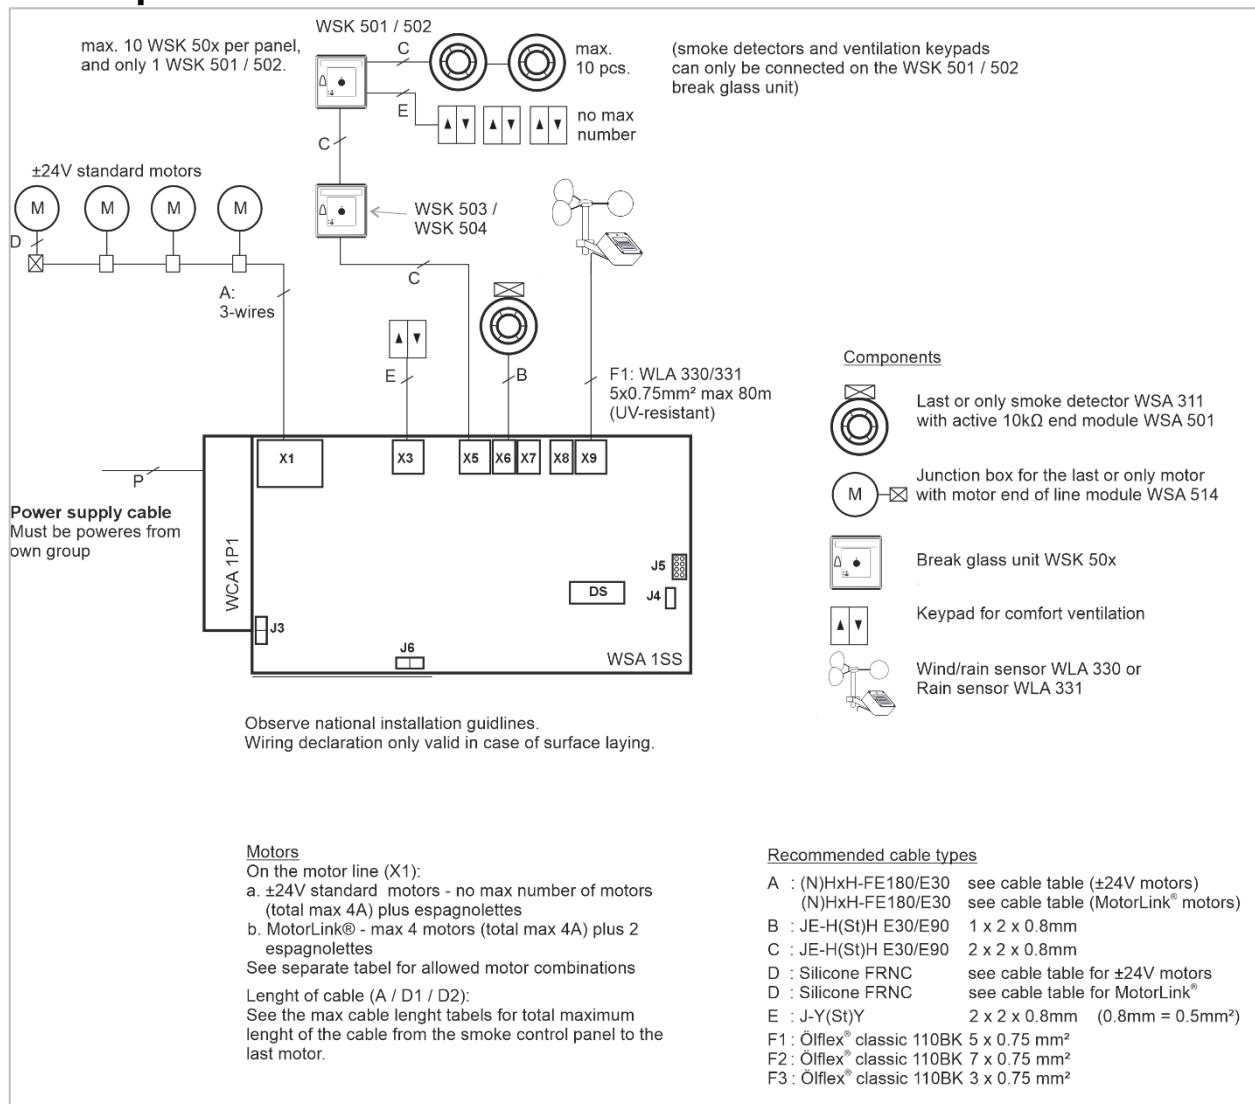 WSK 501 / 502
max. 10 WSK 50x per panel,
and only 1 WSK 501 / 502.
C
max.
10 pcs.
(smoke detectors and ventilation keypads
can only be connected on the WSK 501 / 502
break glass unit)
E
no max
number
C
±24V standard motors
M M M M
D
WSK 503 /
WSK 504
C
A:
3-wires
E
B
F1: WLA 330/331
5x0.75mm² max 80m
(UV-resistant)
X1 X3 X5 X6 X7 X8 X9
P
Power supply cable
Must be poweres from
own group
WCA 1P1
J5
DS
J4
J3
J6
WSA 1SS
Components
Last or only smoke detector WSA 311
with active 10kΩ end module WSA 501
M
Junction box for the last or only motor
with motor end of line module WSA 514
Break glass unit WSK 50x
Keypad for comfort ventilation
Wind/rain sensor WLA 330 or
Rain sensor WLA 331
Observe national installation guidlines.
Wiring declaration only valid in case of surface laying.
Motors
On the motor line (X1):
a. ±24V standard motors - no max number of motors
(total max 4A) plus espagnolettes
b. MotorLink® - max 4 motors (total max 4A) plus 2
espagnolettes
See separate tabel for allowed motor combinations
Lenght of cable (A / D1 / D2):
See the max cable lenght tabels for total maximum
lenght of the cable from the smoke control panel to the
last motor.
Recommended cable types
A : (N)HxH-FE180/E30 see cable table (±24V motors)
(N)HxH-FE180/E30 see cable table (MotorLink® motors)
B : JE-H(St)H E30/E90 1 x 2 x 0.8mm
C : JE-H(St)H E30/E90 2 x 2 x 0.8mm
D : Silicone FRNC see cable table for ±24V motors
D : Silicone FRNC see cable table for MotorLink®
E : J-Y(St)Y 2 x 2 x 0.8mm (0.8mm = 0.5mm²)
F1 : Ölflex® classic 110BK 5 x 0.75 mm²
F2 : Ölflex® classic 110BK 7 x 0.75 mm²
F3 : Ölflex® classic 110BK 3 x 0.75 mm²